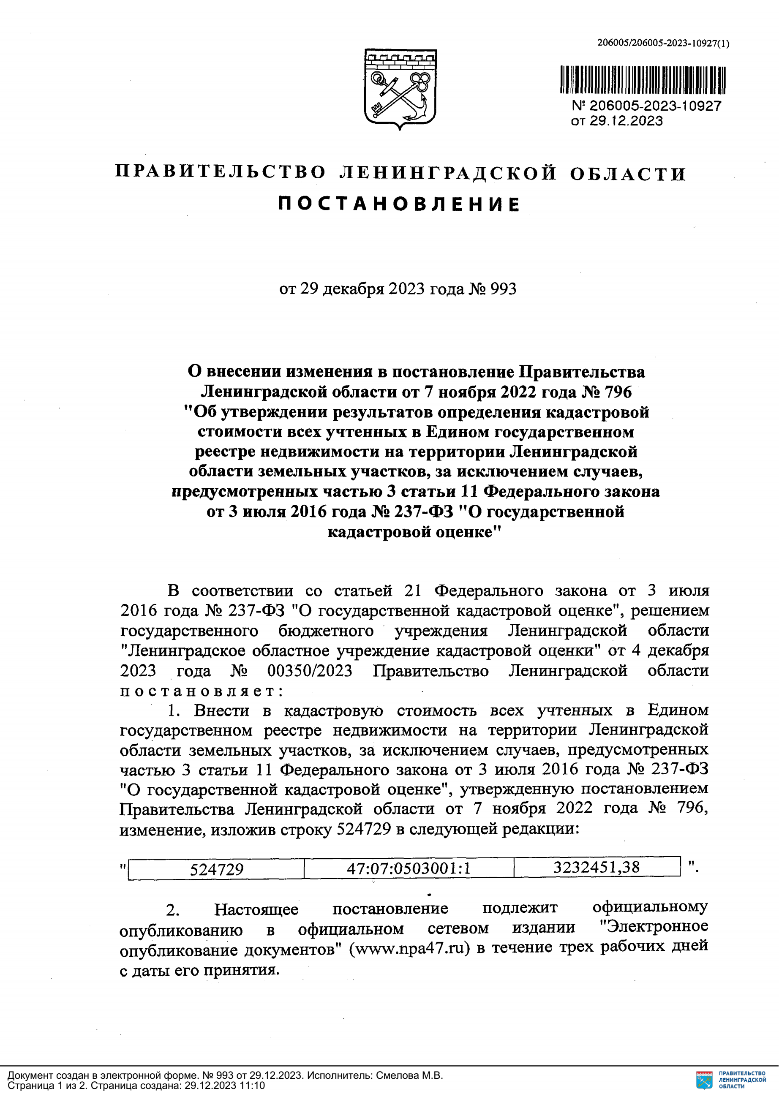 206005/206005-2023-10927(1)
№ 206005-2023-10927
от 29.12.2023
ПРАВИТЕЛЬСТВО ЛЕНИНГРАДСКОЙ ОБЛАСТИ
ПОСТАНОВЛЕНИЕ
от 29 декабря 2023 года № 993
О внесении изменения в постановление Правительства
Ленинградской области от 7 ноября 2022 года № 796
"Об утверждении результатов определения кадастровой
стоимости всех учтенных в Едином государственном
реестре недвижимости на территории Ленинградской
области земельных участков, за исключением случаев,
предусмотренных частью 3 статьи 11 Федерального закона
от 3 июля 2016 года № 237-ФЗ "О государственной
кадастровой оценке"
В соответствии со статьей 21 Федерального закона от 3 июля
2016 года № 237-ФЗ "О государственной кадастровой оценке", решением
государственного бюджетного учреждения Ленинградской области
"Ленинградское областное учреждение кадастровой оценки" от 4 декабря
2023 года № 00350/2023 Правительство Ленинградской области
постановляет:
1. Внести в кадастровую стоимость всех учтенных в Едином
государственном реестре недвижимости на территории Ленинградской
области земельных участков, за исключением случаев, предусмотренных
частью 3 статьи 11 Федерального закона от 3 июля 2016 года № 237-ФЗ
"О государственной кадастровой оценке", утвержденную постановлением
Правительства Ленинградской области от 7 ноября 2022 года № 796,
изменение, изложив строку 524729 в следующей редакции:
" 524729 47:07:0503001:1 3232451,38 ".
2. Настоящее постановление подлежит официальному
опубликованию в официальном сетевом издании "Электронное
опубликование документов" (www.npa47.ru) в течение трех рабочих дней
с даты его принятия.
Документ создан в электронной форме. № 993 от 29.12.2023. Исполнитель: Смелова М.В.
Страница 1 из 2. Страница создана: 29.12.2023 11:10
ПРАВИТЕЛЬСТВО
ЛЕНИНГРАДСКОЙ
ОБЛАСТИ